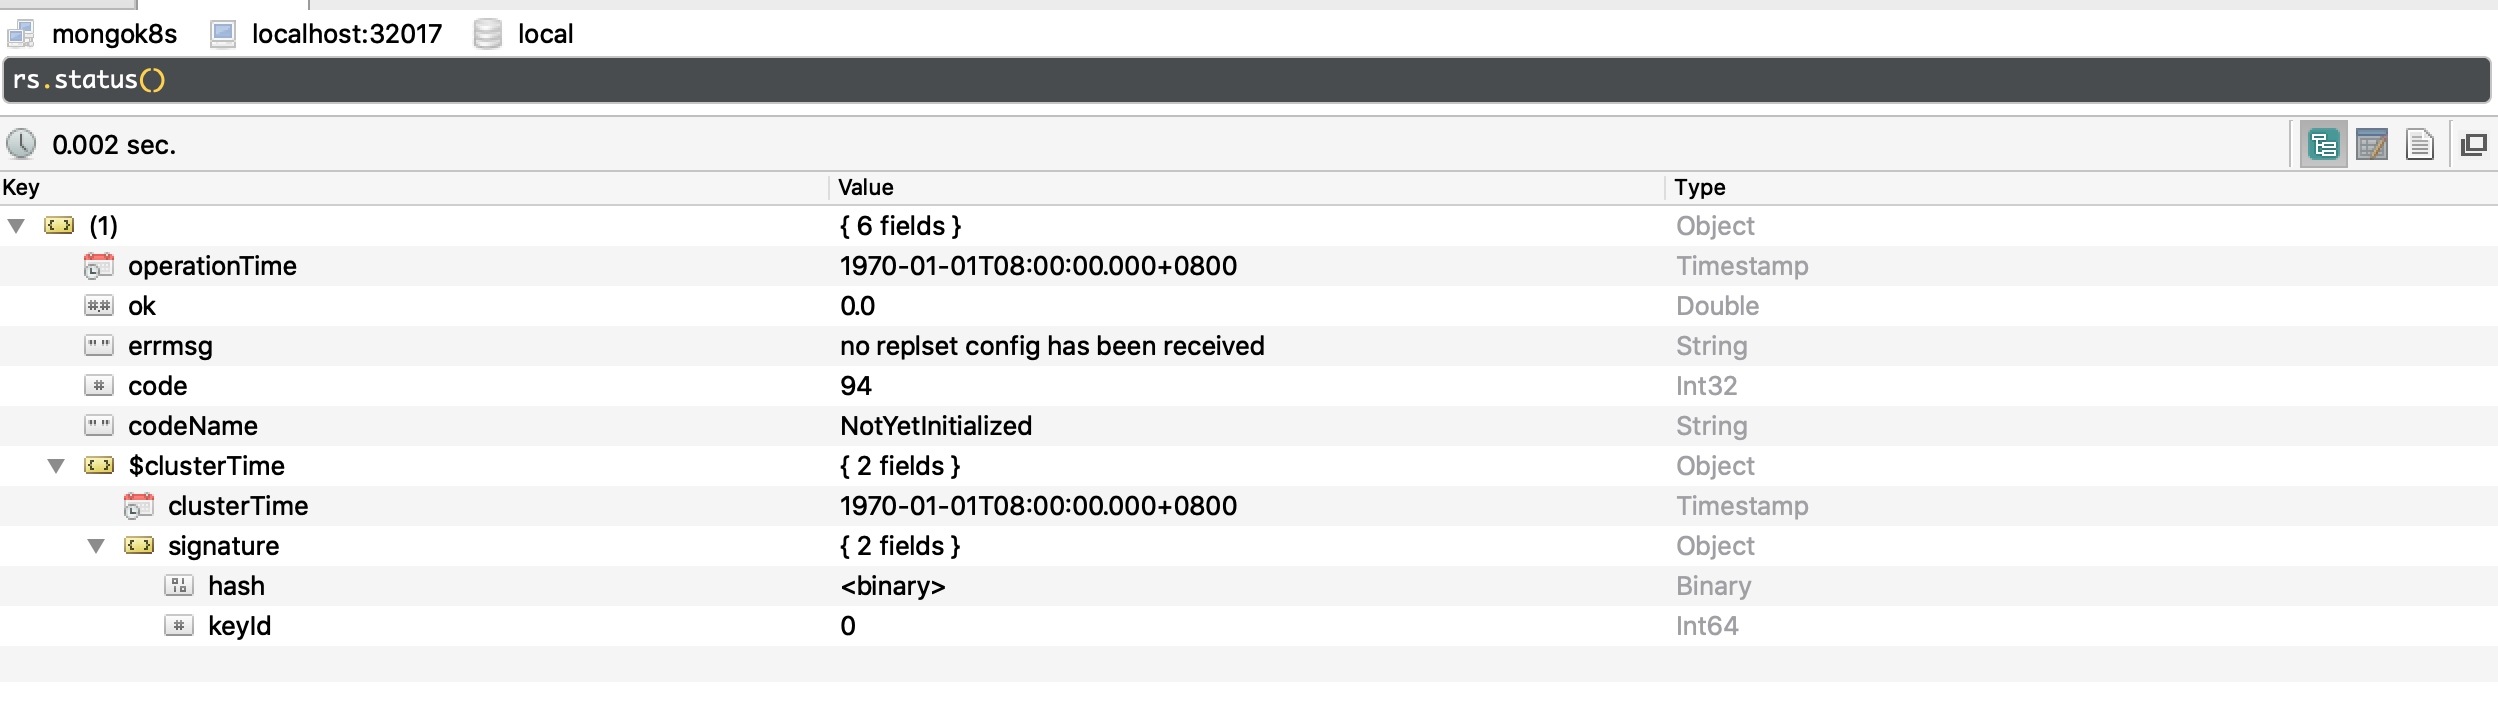 mongok8s localhost:32017 local
rs.status()
0.002 sec.
Key Value Type
(1) { 6 fields } Object
operationTime 1970-01-01T08:00:00.000+0800 Timestamp
ok 0.0 Double
errmsg no replset config has been received String
code 94 Int32
codeName NotYetInitialized String
$clusterTime { 2 fields } Object
clusterTime 1970-01-01T08:00:00.000+0800 Timestamp
signature { 2 fields } Object
hash <binary> Binary
keyId 0 Int64